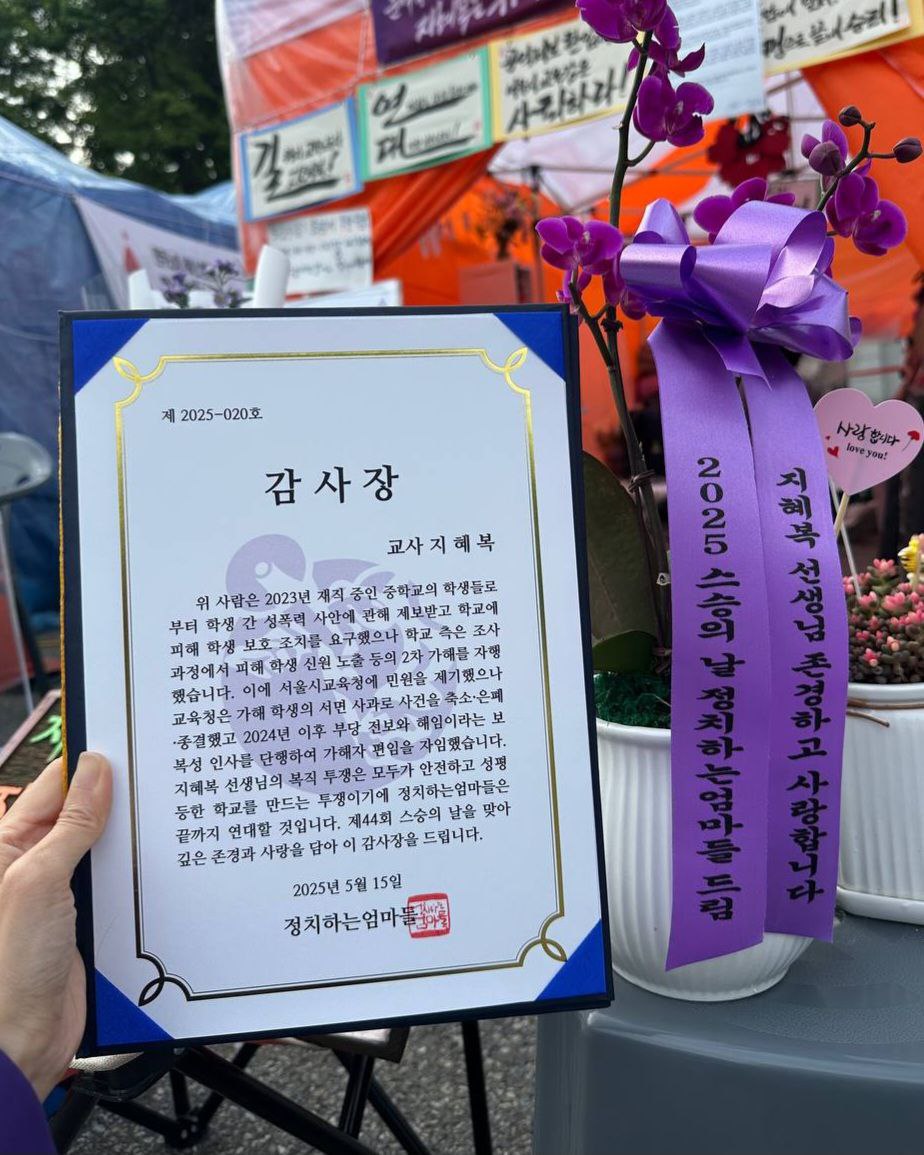 제 2025-020호
감사장
교사 지혜복
위 사람은 2023년 재직 중인 중학교의 학생들로
부터 학생 간 성폭력 사안에 관해 제보받고 학교에
피해 학생 보호 조치를 요구했으나 학교 측은 조사
과정에서 피해 학생 신원 노출 등의 2차 가해를 자행
했습니다. 이에 서울시교육청에 민원을 제기했으나
교육청은 가해 학생의 서면 사과로 사건을 축소·은폐
·종결했고 2024년 이후 부당 전보와 해임이라는 보
복성 인사를 단행하여 가해자 편임을 자임했습니다.
지혜복 선생님의 복직 투쟁은 모두가 안전하고 성평
등한 학교를 만드는 투쟁이기에 정치하는엄마들은
끝까지 연대할 것입니다. 제44회 스승의 날을 맞아
깊은 존경과 사랑을 담아 이 감사장을 드립니다.
2025년 5월 15일
정치하는엄마들
2025 스승의 날 정치하는엄마들 드림
지혜복 선생님 존경하고 사랑합니다
사랑합니다
love you!
길
연
대
사죄하라!